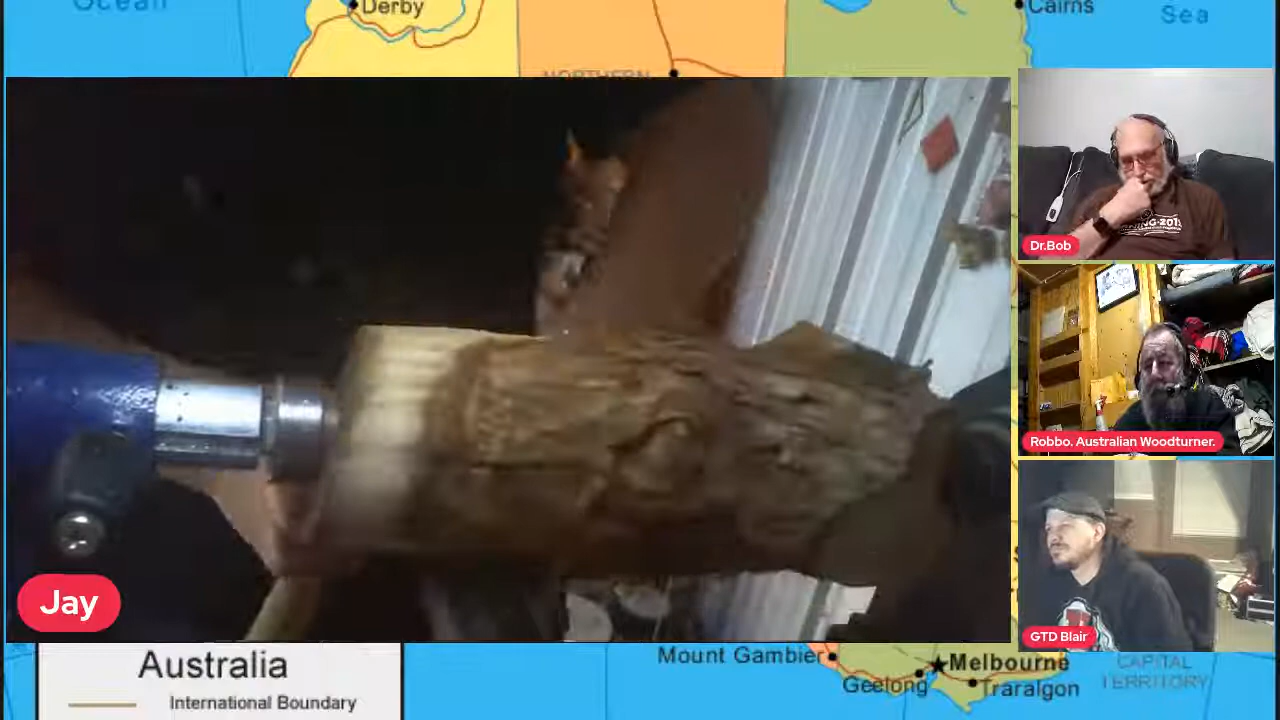 Ocean
Derby
Cairns
Sea
NORTHERN
Dr.Bob
Robbo. Australian Woodturner.
Jay
GTD Blair
Australia
International Boundary
Mount Gambier
Melbourne
Geelong
Traralgon
CAPITAL
TERRITORY